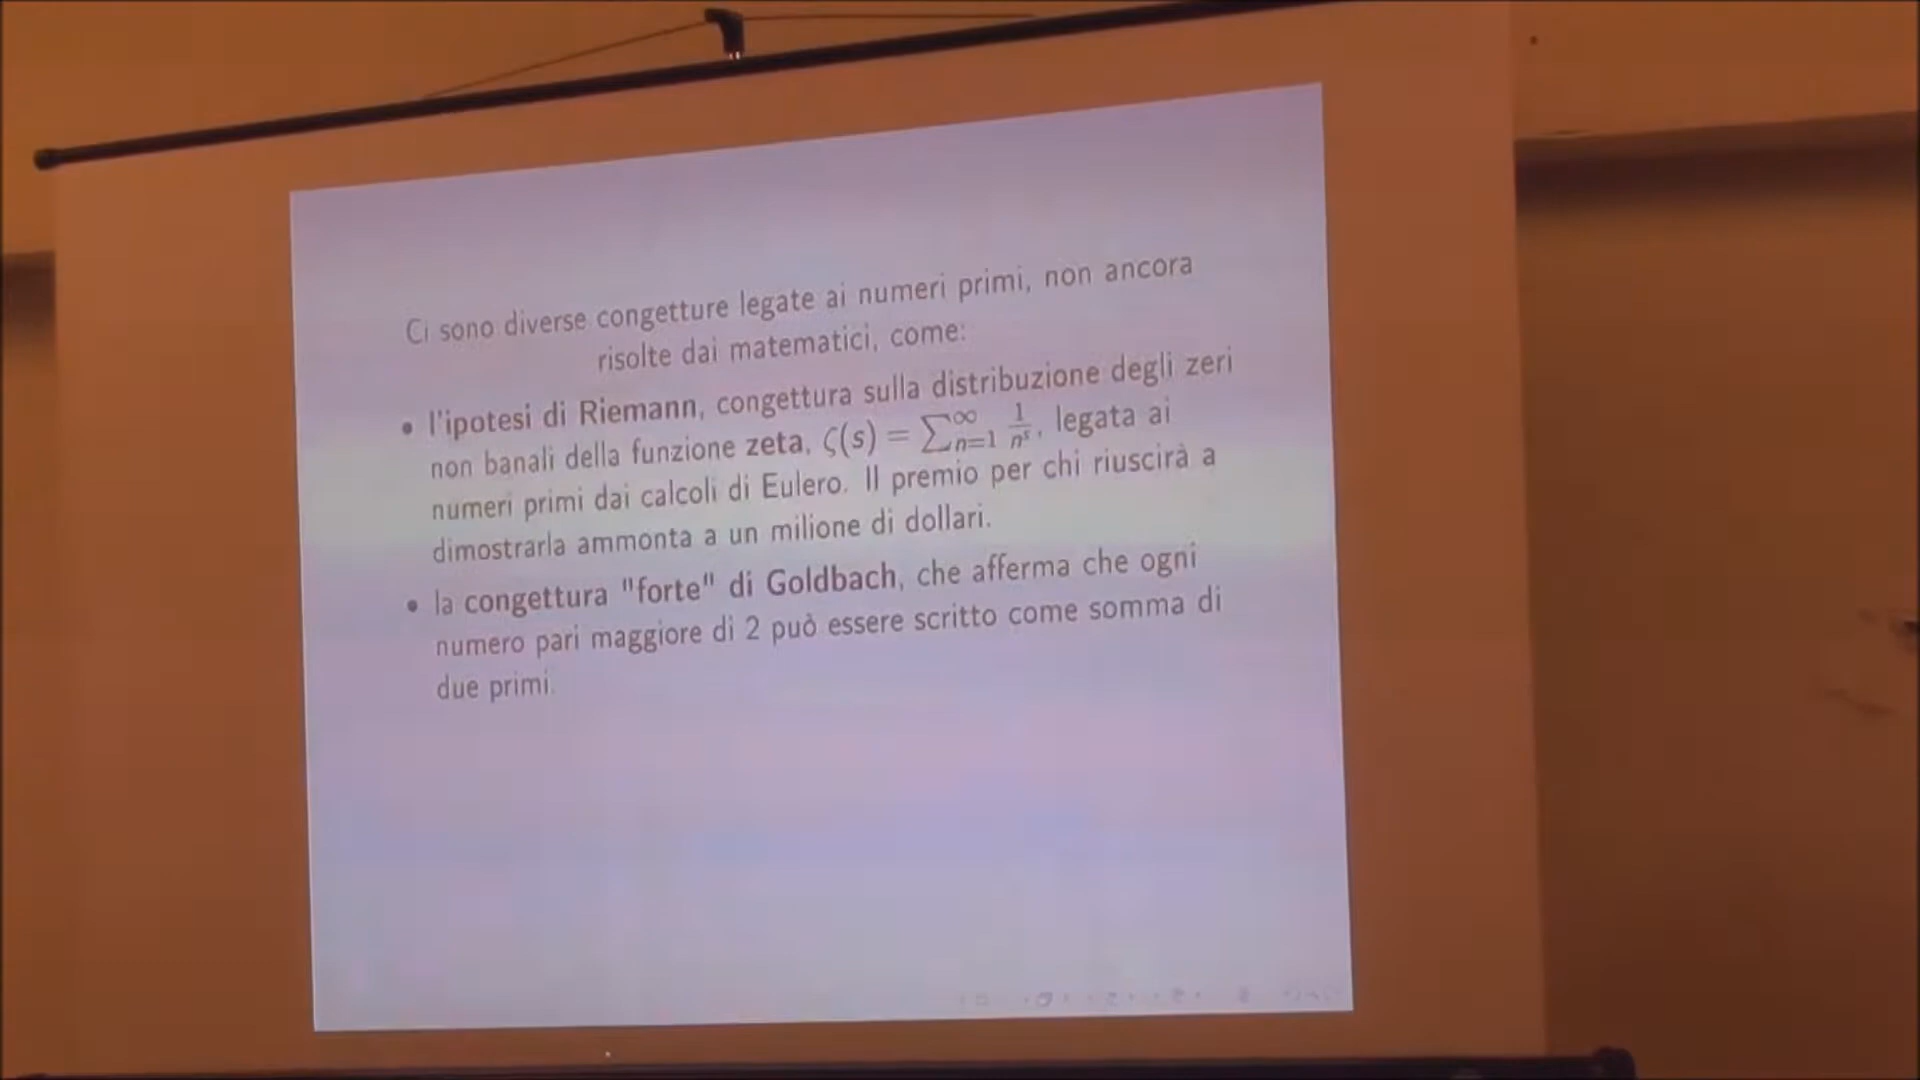 Ci sono diverse congetture legate ai numeri primi, non ancora
risolte dai matematici, come:
• l'ipotesi di Riemann, congettura sulla distribuzione degli zeri
non banali della funzione zeta, ζ(s) = ∑_{n=1}^{∞} 1/n^s, legata ai
numeri primi dai calcoli di Eulero. Il premio per chi riuscirà a
dimostrarla ammonta a un milione di dollari.
• la congettura "forte" di Goldbach, che afferma che ogni
numero pari maggiore di 2 può essere scritto come somma di
due primi.